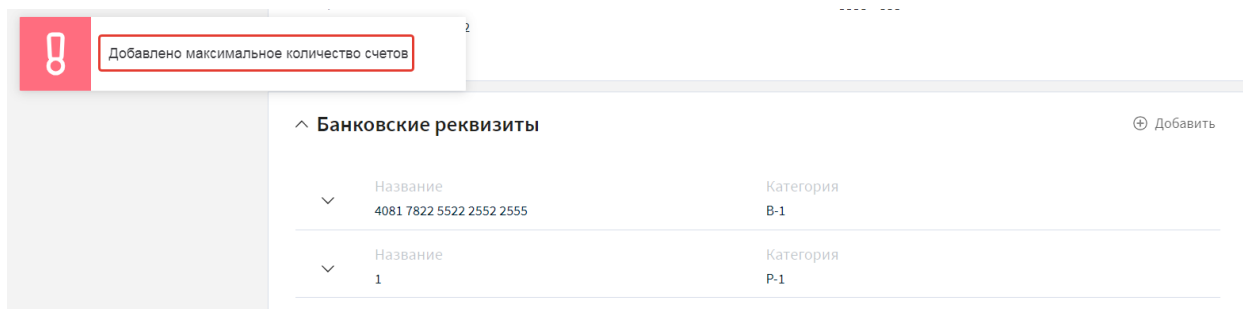 2
Добавлено максимальное количество счетов
Банковские реквизиты
Добавить
Название
Категория
4081 7822 5522 2552 2555
B-1
Название
Категория
1
P-1